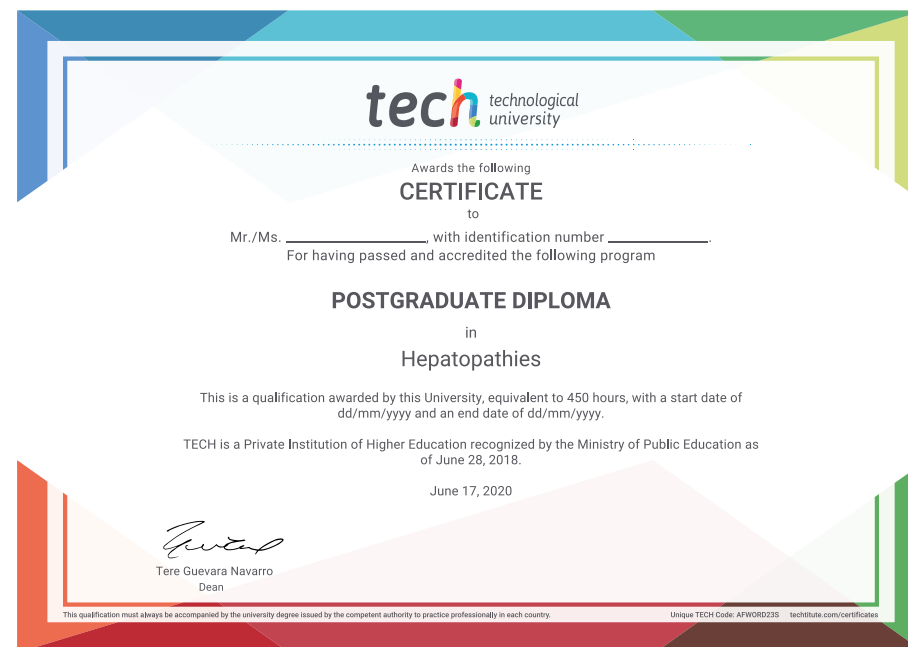 tech technological
university
Awards the following
CERTIFICATE
to
Mr./Ms. ____________________, with identification number ______________.
For having passed and accredited the following program
POSTGRADUATE DIPLOMA
in
Hepatopathies
This is a qualification awarded by this University, equivalent to 450 hours, with a start date of
dd/mm/yyyy and an end date of dd/mm/yyyy.
TECH is a Private Institution of Higher Education recognized by the Ministry of Public Education as
of June 28, 2018.
June 17, 2020
Tere Guevara Navarro
Dean
This qualification must always be accompanied by the university degree issued by the competent authority to practice professionally in each country. Unique TECH Code: AFWORD23S techtitute.com/certificates